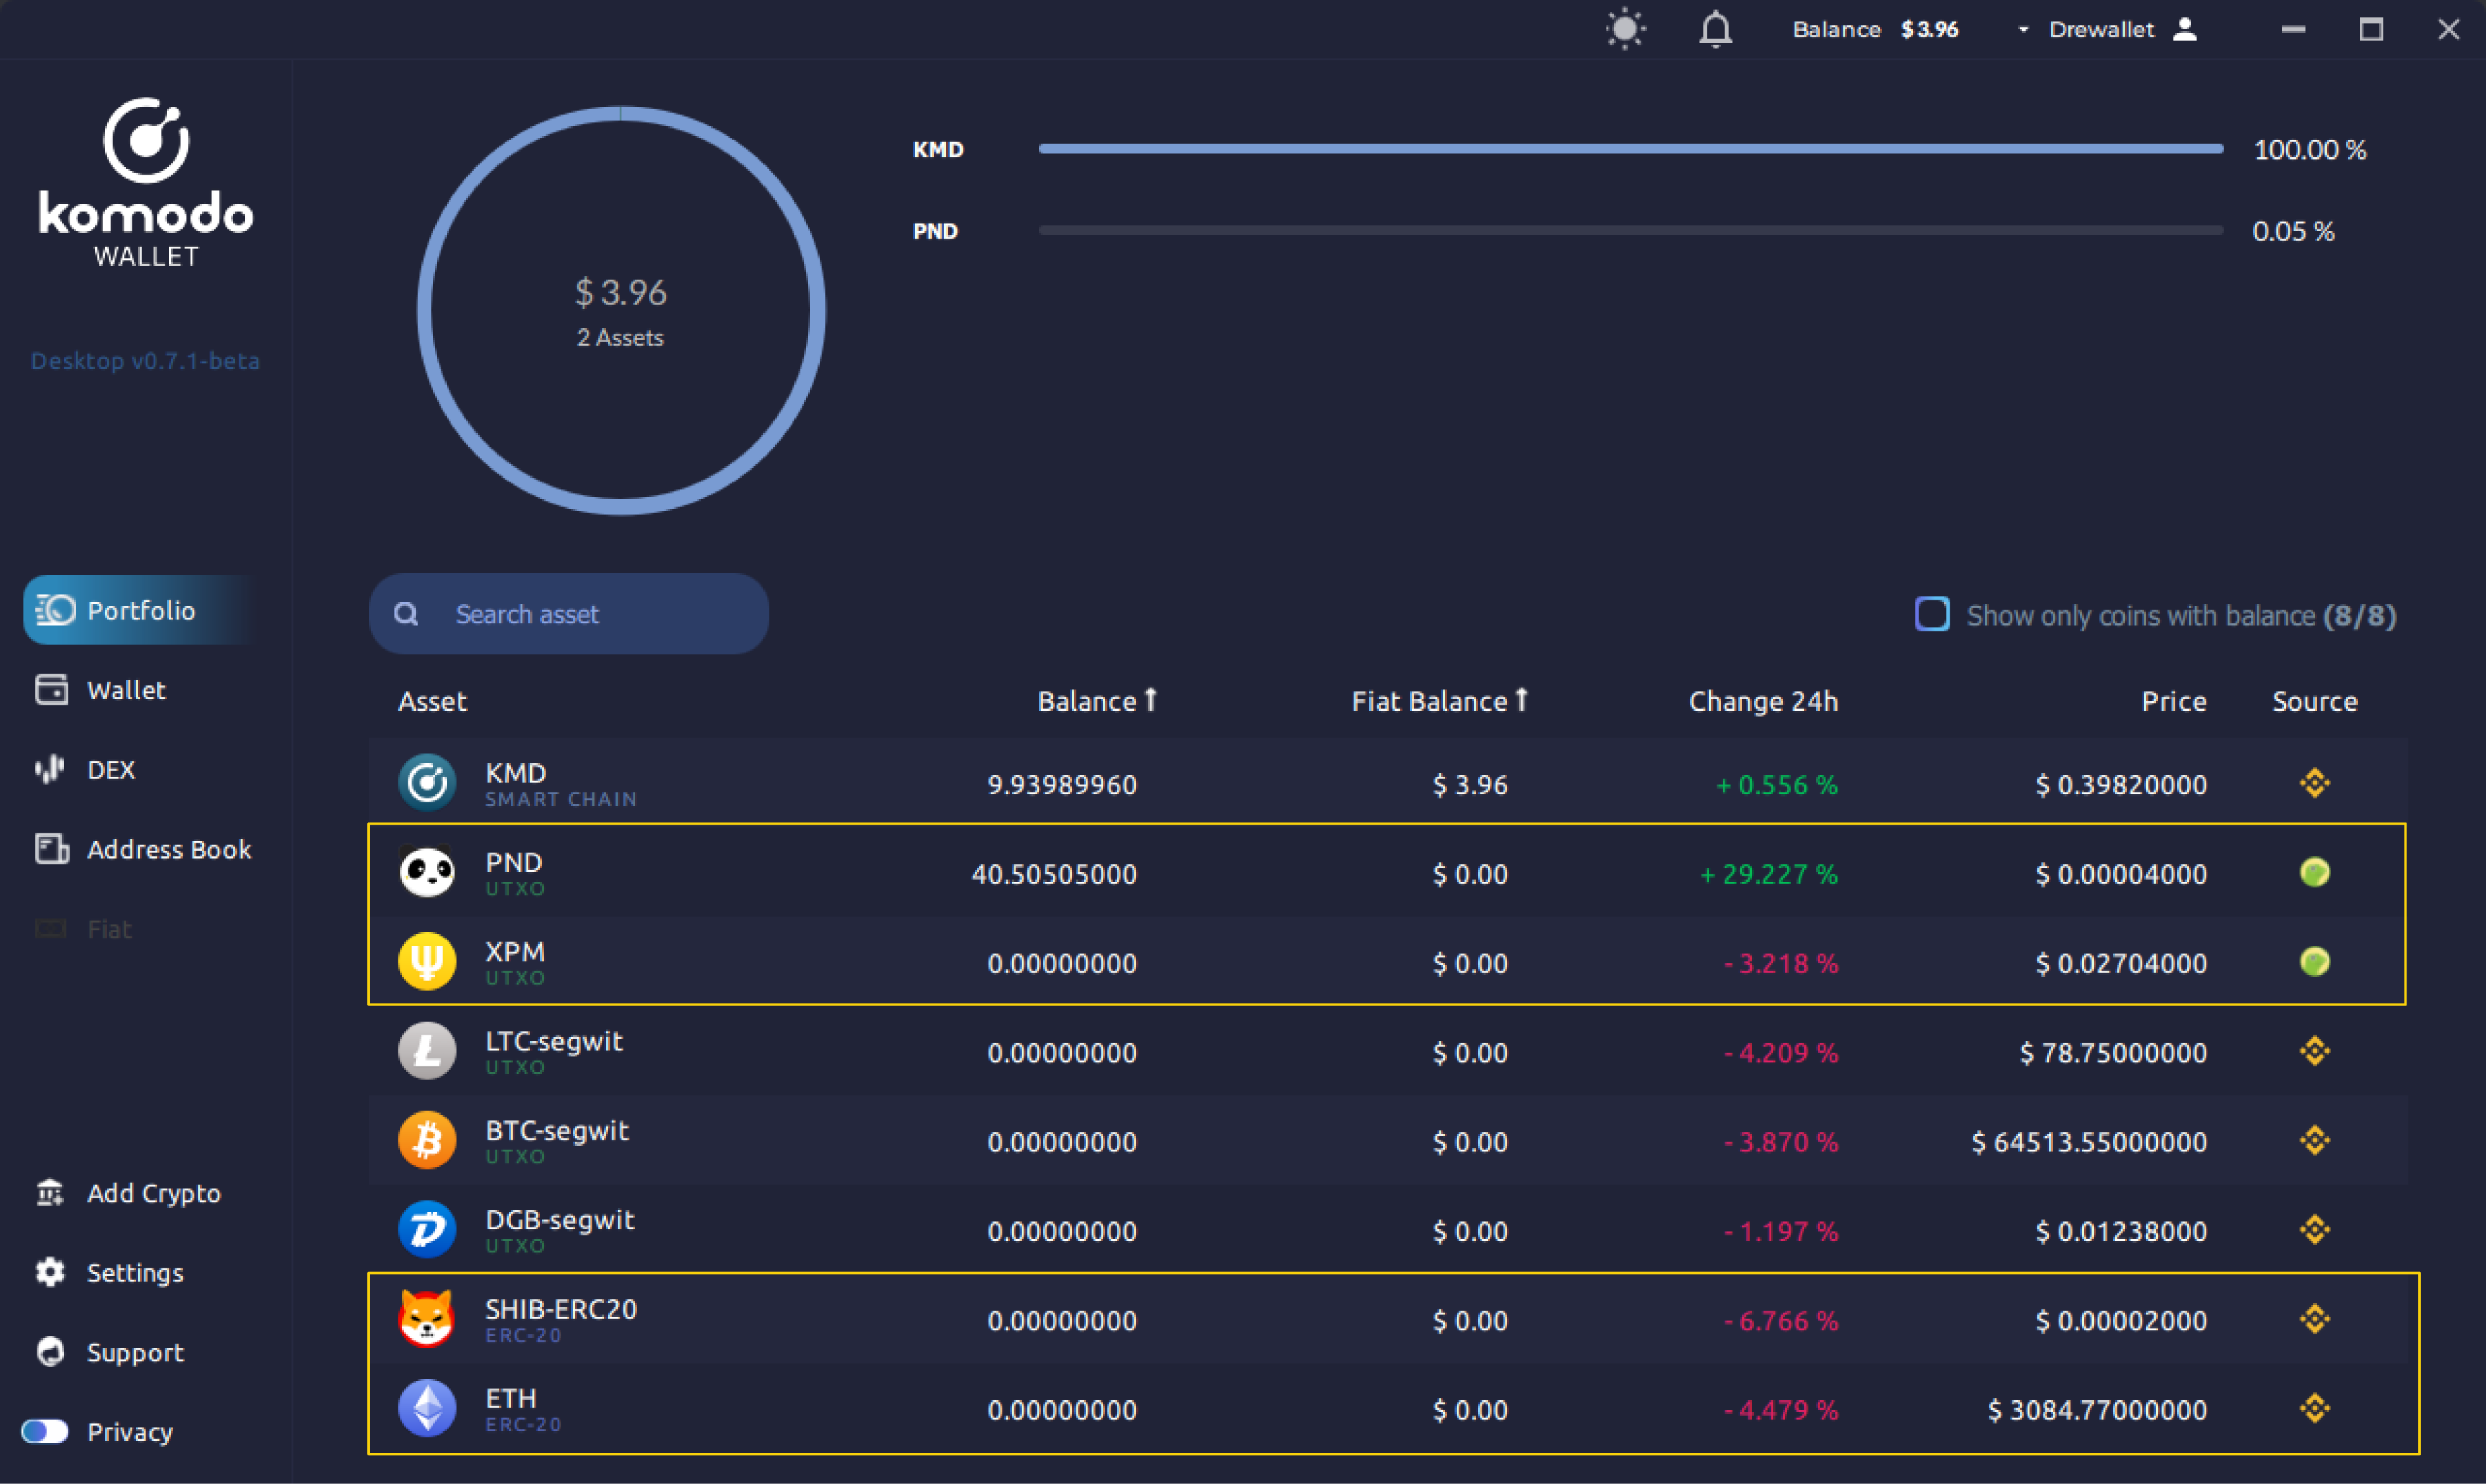 Balance $ 3.96 Drewallet
komodo
WALLET
Desktop v0.7.1-beta
KMD 100.00 %
PND 0.05 %
$ 3.96
2 Assets
Portfolio
Wallet
DEX
Address Book
Fiat
Add Crypto
Settings
Support
Privacy
Search asset
Show only coins with balance (8/8)
Asset Balance Fiat Balance Change 24h Price Source
KMD
SMART CHAIN
9.93989960 $ 3.96 + 0.556 % $ 0.39820000
PND
UTXO
40.50505000 $ 0.00 + 29.227 % $ 0.00004000
XPM
UTXO
0.00000000 $ 0.00 - 3.218 % $ 0.02704000
LTC-segwit
UTXO
0.00000000 $ 0.00 - 4.209 % $ 78.75000000
BTC-segwit
UTXO
0.00000000 $ 0.00 - 3.870 % $ 64513.55000000
DGB-segwit
UTXO
0.00000000 $ 0.00 - 1.197 % $ 0.01238000
SHIB-ERC20
ERC-20
0.00000000 $ 0.00 - 6.766 % $ 0.00002000
ETH
ERC-20
0.00000000 $ 0.00 - 4.479 % $ 3084.77000000